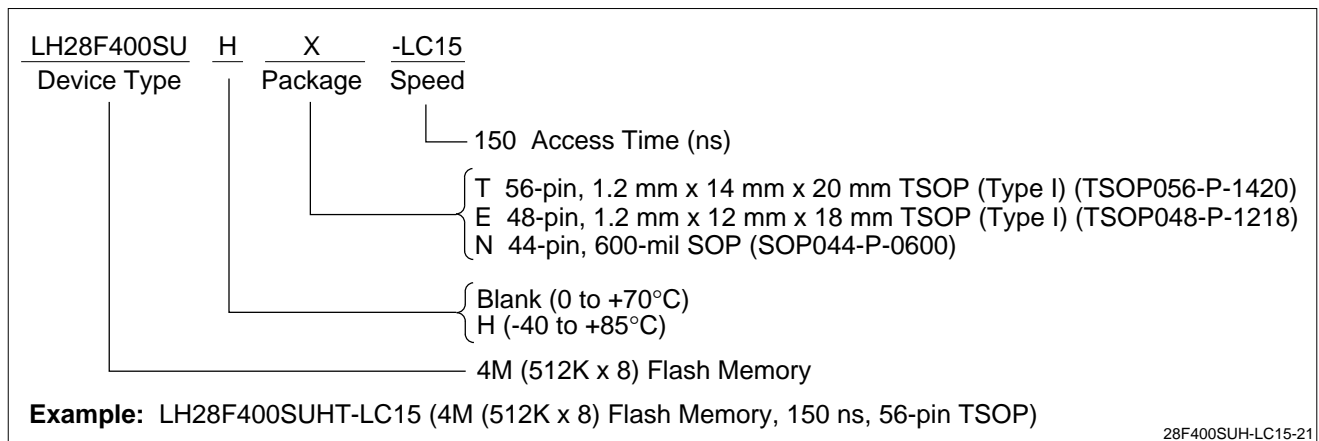 LH28F400SU H X -LC15
Device Type Package Speed
150 Access Time (ns)
T 56-pin, 1.2 mm x 14 mm x 20 mm TSOP (Type I) (TSOP056-P-1420)
E 48-pin, 1.2 mm x 12 mm x 18 mm TSOP (Type I) (TSOP048-P-1218)
N 44-pin, 600-mil SOP (SOP044-P-0600)
Blank (0 to +70°C)
H (-40 to +85°C)
4M (512K x 8) Flash Memory
Example: LH28F400SUHT-LC15 (4M (512K x 8) Flash Memory, 150 ns, 56-pin TSOP)
28F400SUH-LC15-21